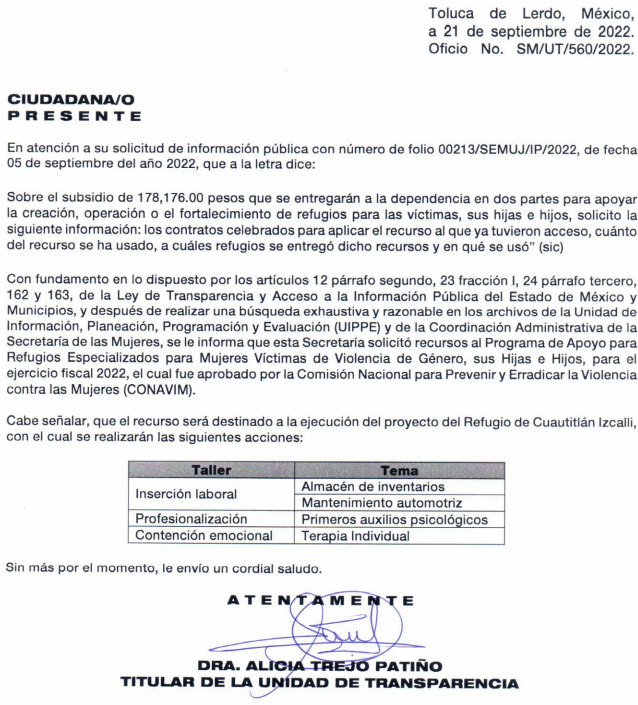 Toluca de Lerdo, México,
a 21 de septiembre de 2022.
Oficio No. SM/UT/560/2022.
CIUDADANA/O
P R E S E N T E
En atención a su solicitud de información pública con número de folio 00213/SEMUJ/IP/2022, de fecha
05 de septiembre del año 2022, que a la letra dice:
Sobre el subsidio de 178,176.00 pesos que se entregarán a la dependencia en dos partes para apoyar
la creación, operación o el fortalecimiento de refugios para las víctimas, sus hijas e hijos, solicito la
siguiente información: los contratos celebrados para aplicar el recurso al que ya tuvieron acceso, cuánto
del recurso se ha usado, a cuáles refugios se entregó dicho recursos y en qué se usó” (sic)
Con fundamento en lo dispuesto por los artículos 12 párrafo segundo, 23 fracción I, 24 párrafo tercero,
162 y 163, de la Ley de Transparencia y Acceso a la Información Pública del Estado de México y
Municipios, y después de realizar una búsqueda exhaustiva y razonable en los archivos de la Unidad de
Información, Planeación, Programación y Evaluación (UIPPE) y de la Coordinación Administrativa de la
Secretaría de las Mujeres, se le informa que esta Secretaría solicitó recursos al Programa de Apoyo para
Refugios Especializados para Mujeres Víctimas de Violencia de Género, sus Hijas e Hijos, para el
ejercicio fiscal 2022, el cual fue aprobado por la Comisión Nacional para Prevenir y Erradicar la Violencia
contra las Mujeres (CONAVIM).
Cabe señalar, que el recurso será destinado a la ejecución del proyecto del Refugio de Cuautitlán Izcalli,
con el cual se realizarán las siguientes acciones:
Taller Tema
Inserción laboral Almacén de inventarios
Mantenimiento automotriz
Profesionalización Primeros auxilios psicológicos
Contención emocional Terapia Individual
Sin más por el momento, le envío un cordial saludo.
A T E N T A M E N T E
DRA. ALICIA TREJO PATIÑO
TITULAR DE LA UNIDAD DE TRANSPARENCIA